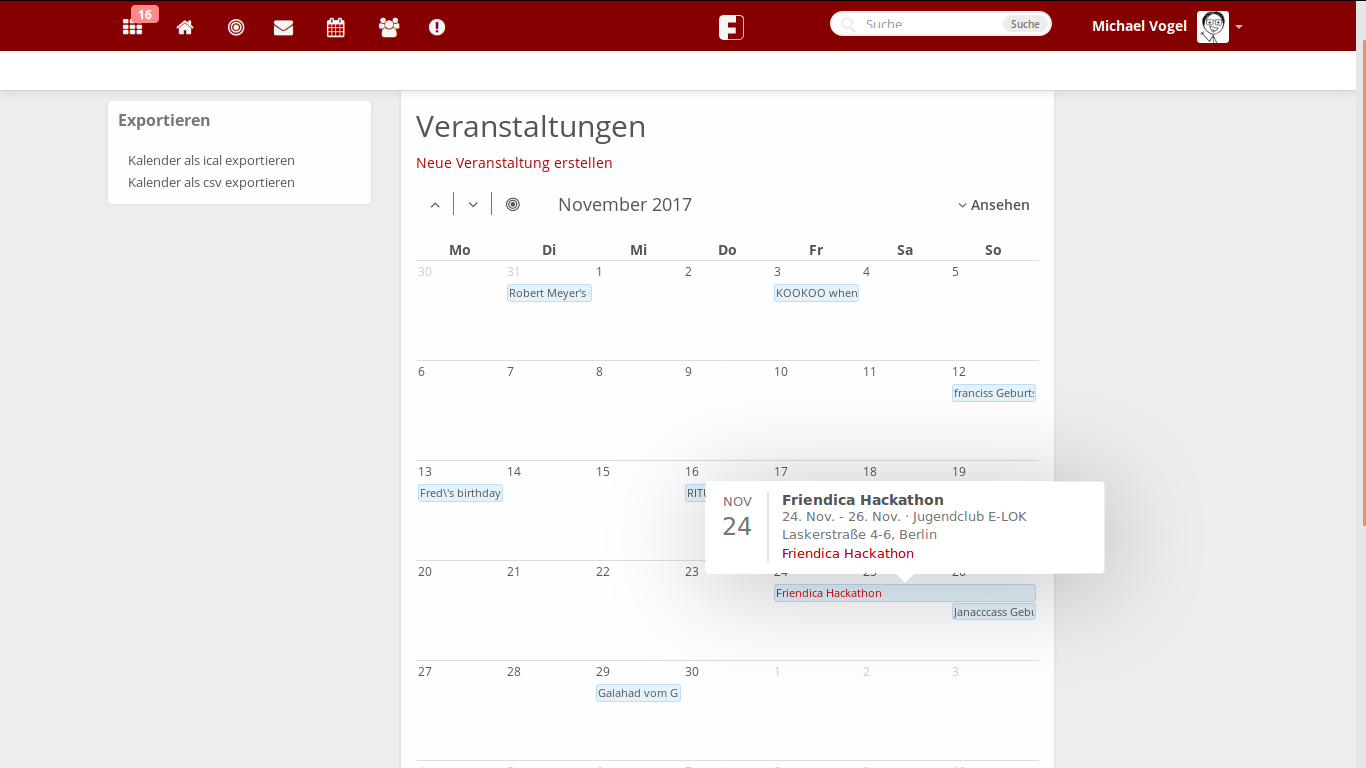 16
Suche
Suche
Michael Vogel
Exportieren
Kalender als ical exportieren
Kalender als csv exportieren
Veranstaltungen
Neue Veranstaltung erstellen
November 2017
Ansehen
Mo Di Mi Do Fr Sa So
30 31 1 2 3 4 5
Robert Meyer's KOOKOO when
6 7 8 9 10 11 12
franciss Geburts
13 14 15 16 17 18 19
Fred\'s birthday
NOV
24
Friendica Hackathon
24. Nov. - 26. Nov. · Jugendclub E-LOK
Laskerstraße 4-6, Berlin
Friendica Hackathon
20 21 22 23 24 25 26
Friendica Hackathon
Janacccass Gebu
27 28 29 30 1 2 3
Galahad vom G